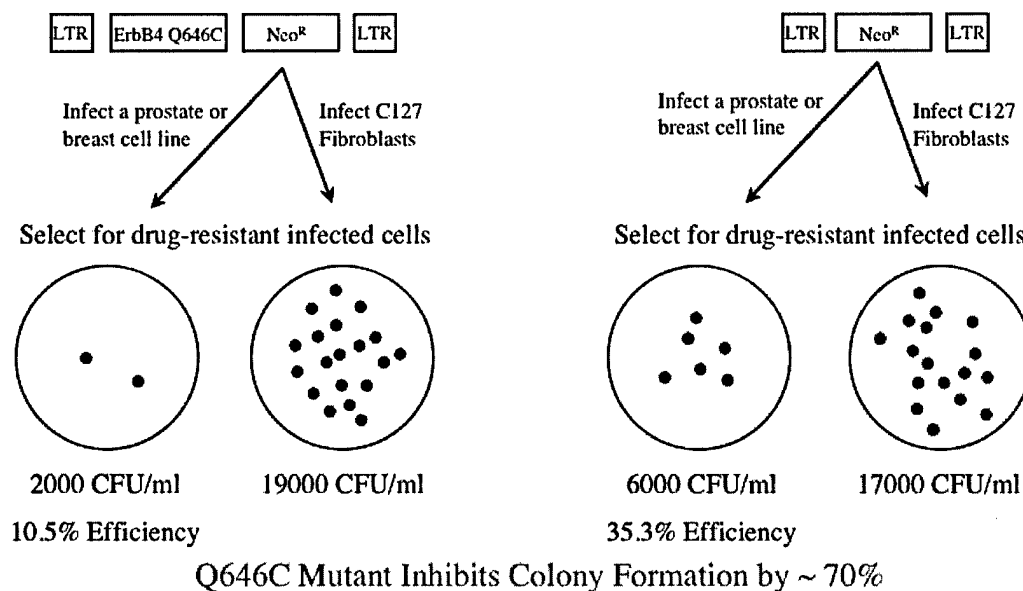 LTR ErbB4 Q646C Neo^R LTR
LTR Neo^R LTR
Infect a prostate or
breast cell line
Infect C127
Fibroblasts
Infect a prostate or
breast cell line
Infect C127
Fibroblasts
Select for drug-resistant infected cells
Select for drug-resistant infected cells
2000 CFU/ml
19000 CFU/ml
6000 CFU/ml
17000 CFU/ml
10.5% Efficiency
35.3% Efficiency
Q646C Mutant Inhibits Colony Formation by ~ 70%